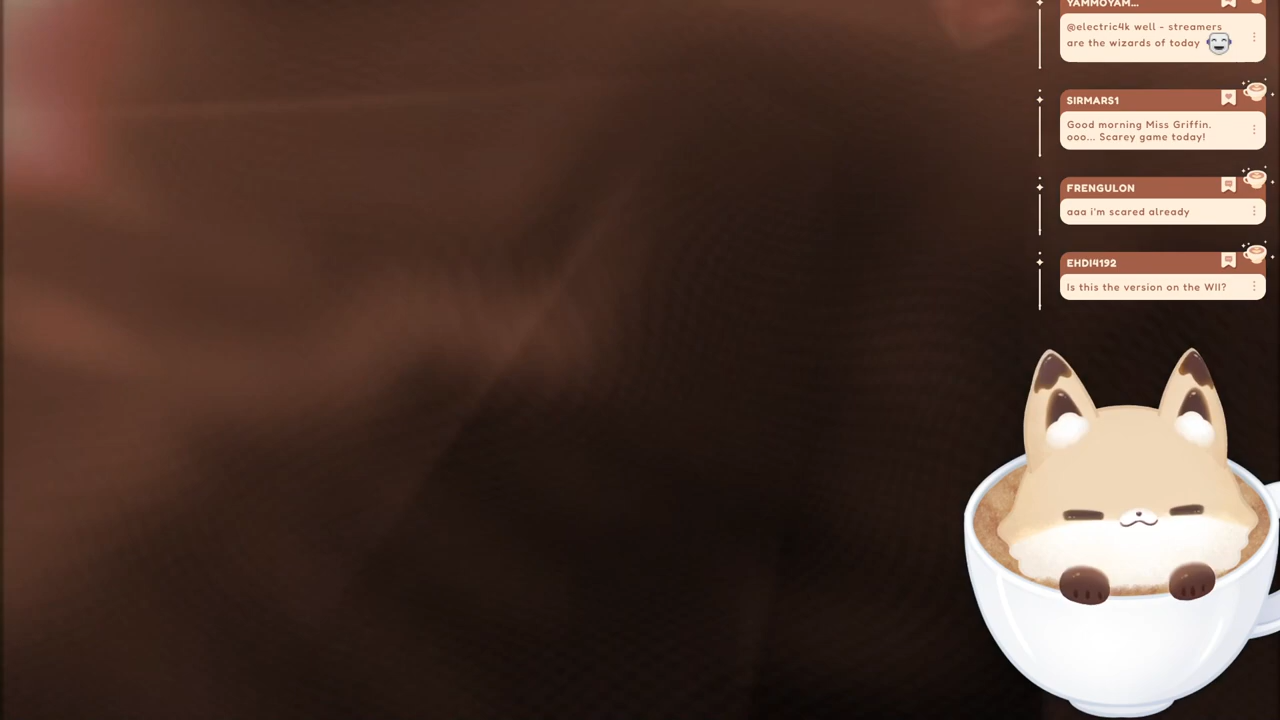 YAMMOYAM...
@electric4k well - streamers
are the wizards of today
SIRMARS1
Good morning Miss Griffin.
ooo... Scarey game today!
FRENGULON
aaa i'm scared already
EHDI4192
Is this the version on the WII?